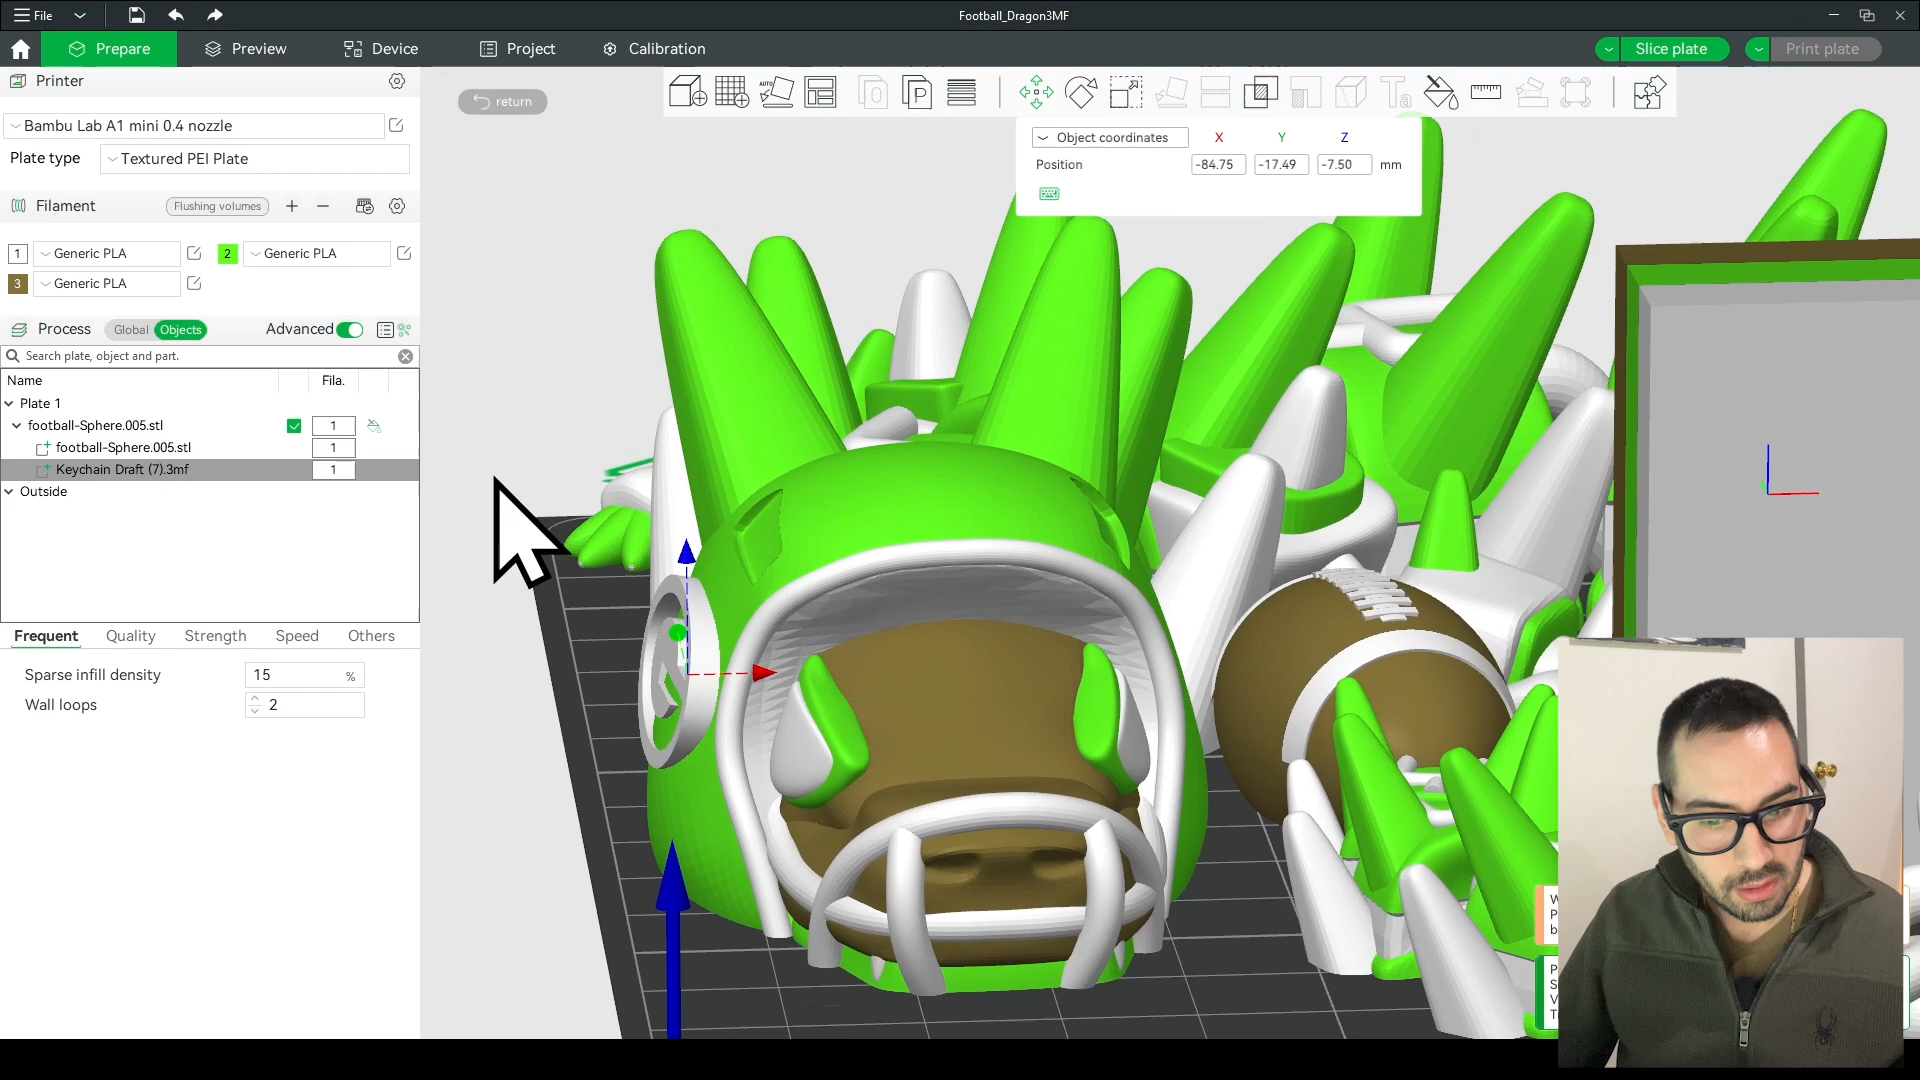 File
Football_Dragon3MF
Prepare
Preview
Device
Project
Calibration
Slice plate
Print plate
Printer
return
Object coordinates X Y Z
Position -84.75 -17.49 -7.50 mm
Bambu Lab A1 mini 0.4 nozzle
Plate type Textured PEI Plate
Filament Flushing volumes
1 Generic PLA 2 Generic PLA
3 Generic PLA
Process Global Objects Advanced
Search plate, object and part.
Name Fila.
Plate 1
football-Sphere.005.stl 1
football-Sphere.005.stl 1
Keychain Draft (7).3mf 1
Outside
Frequent Quality Strength Speed Others
Sparse infill density 15 %
Wall loops 2